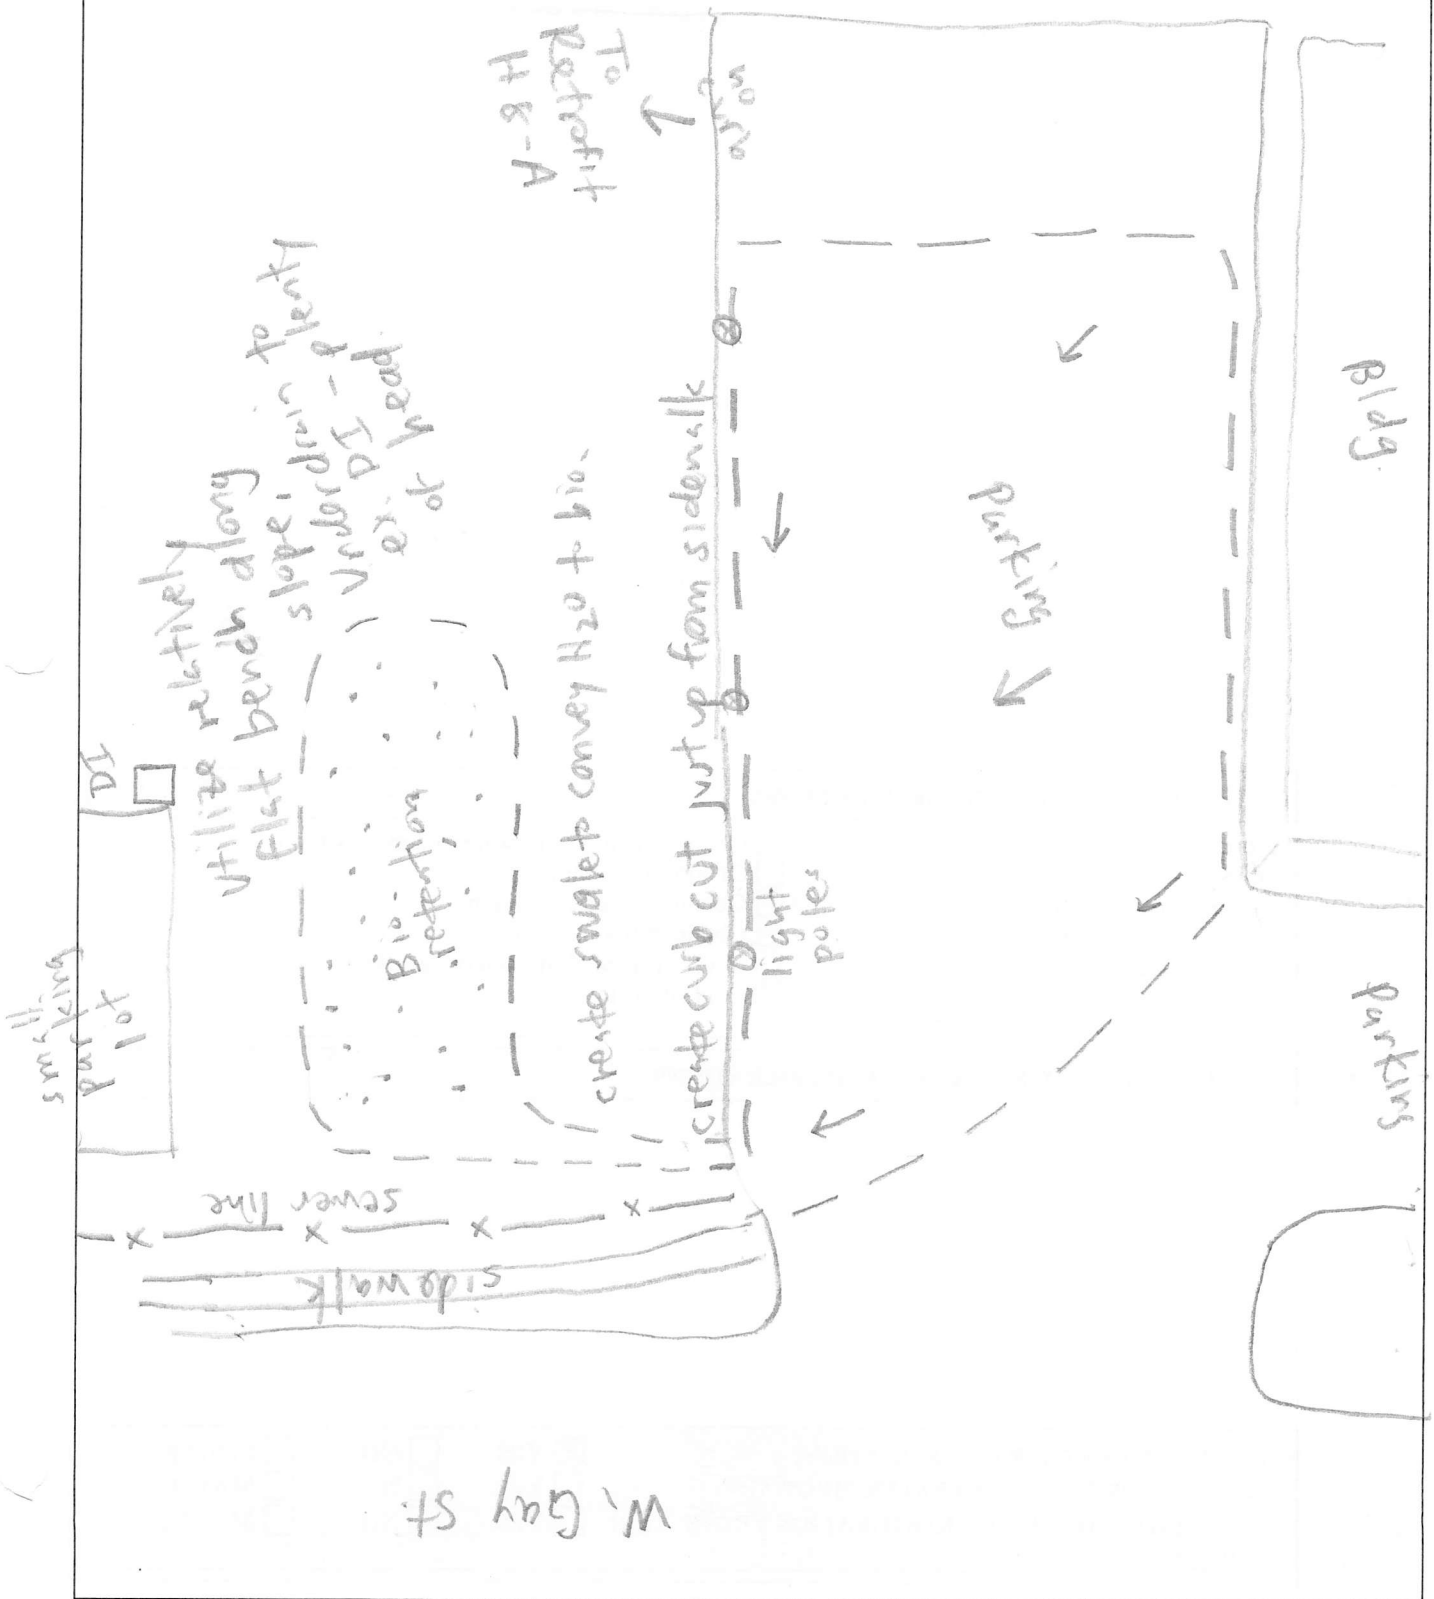 To
Retrofit
H8-A
Bldg.
parking
parking
light
poles
create curb cut just up from sidewalk
create swale to convey H2O to bio.
utilize relatively
flat bench along
slope.
Underdrain to
ex. DI - plenty
of head
Bio-
retention
DI
small
parking
lot
sewer line
sidewalk
W. Gay St.